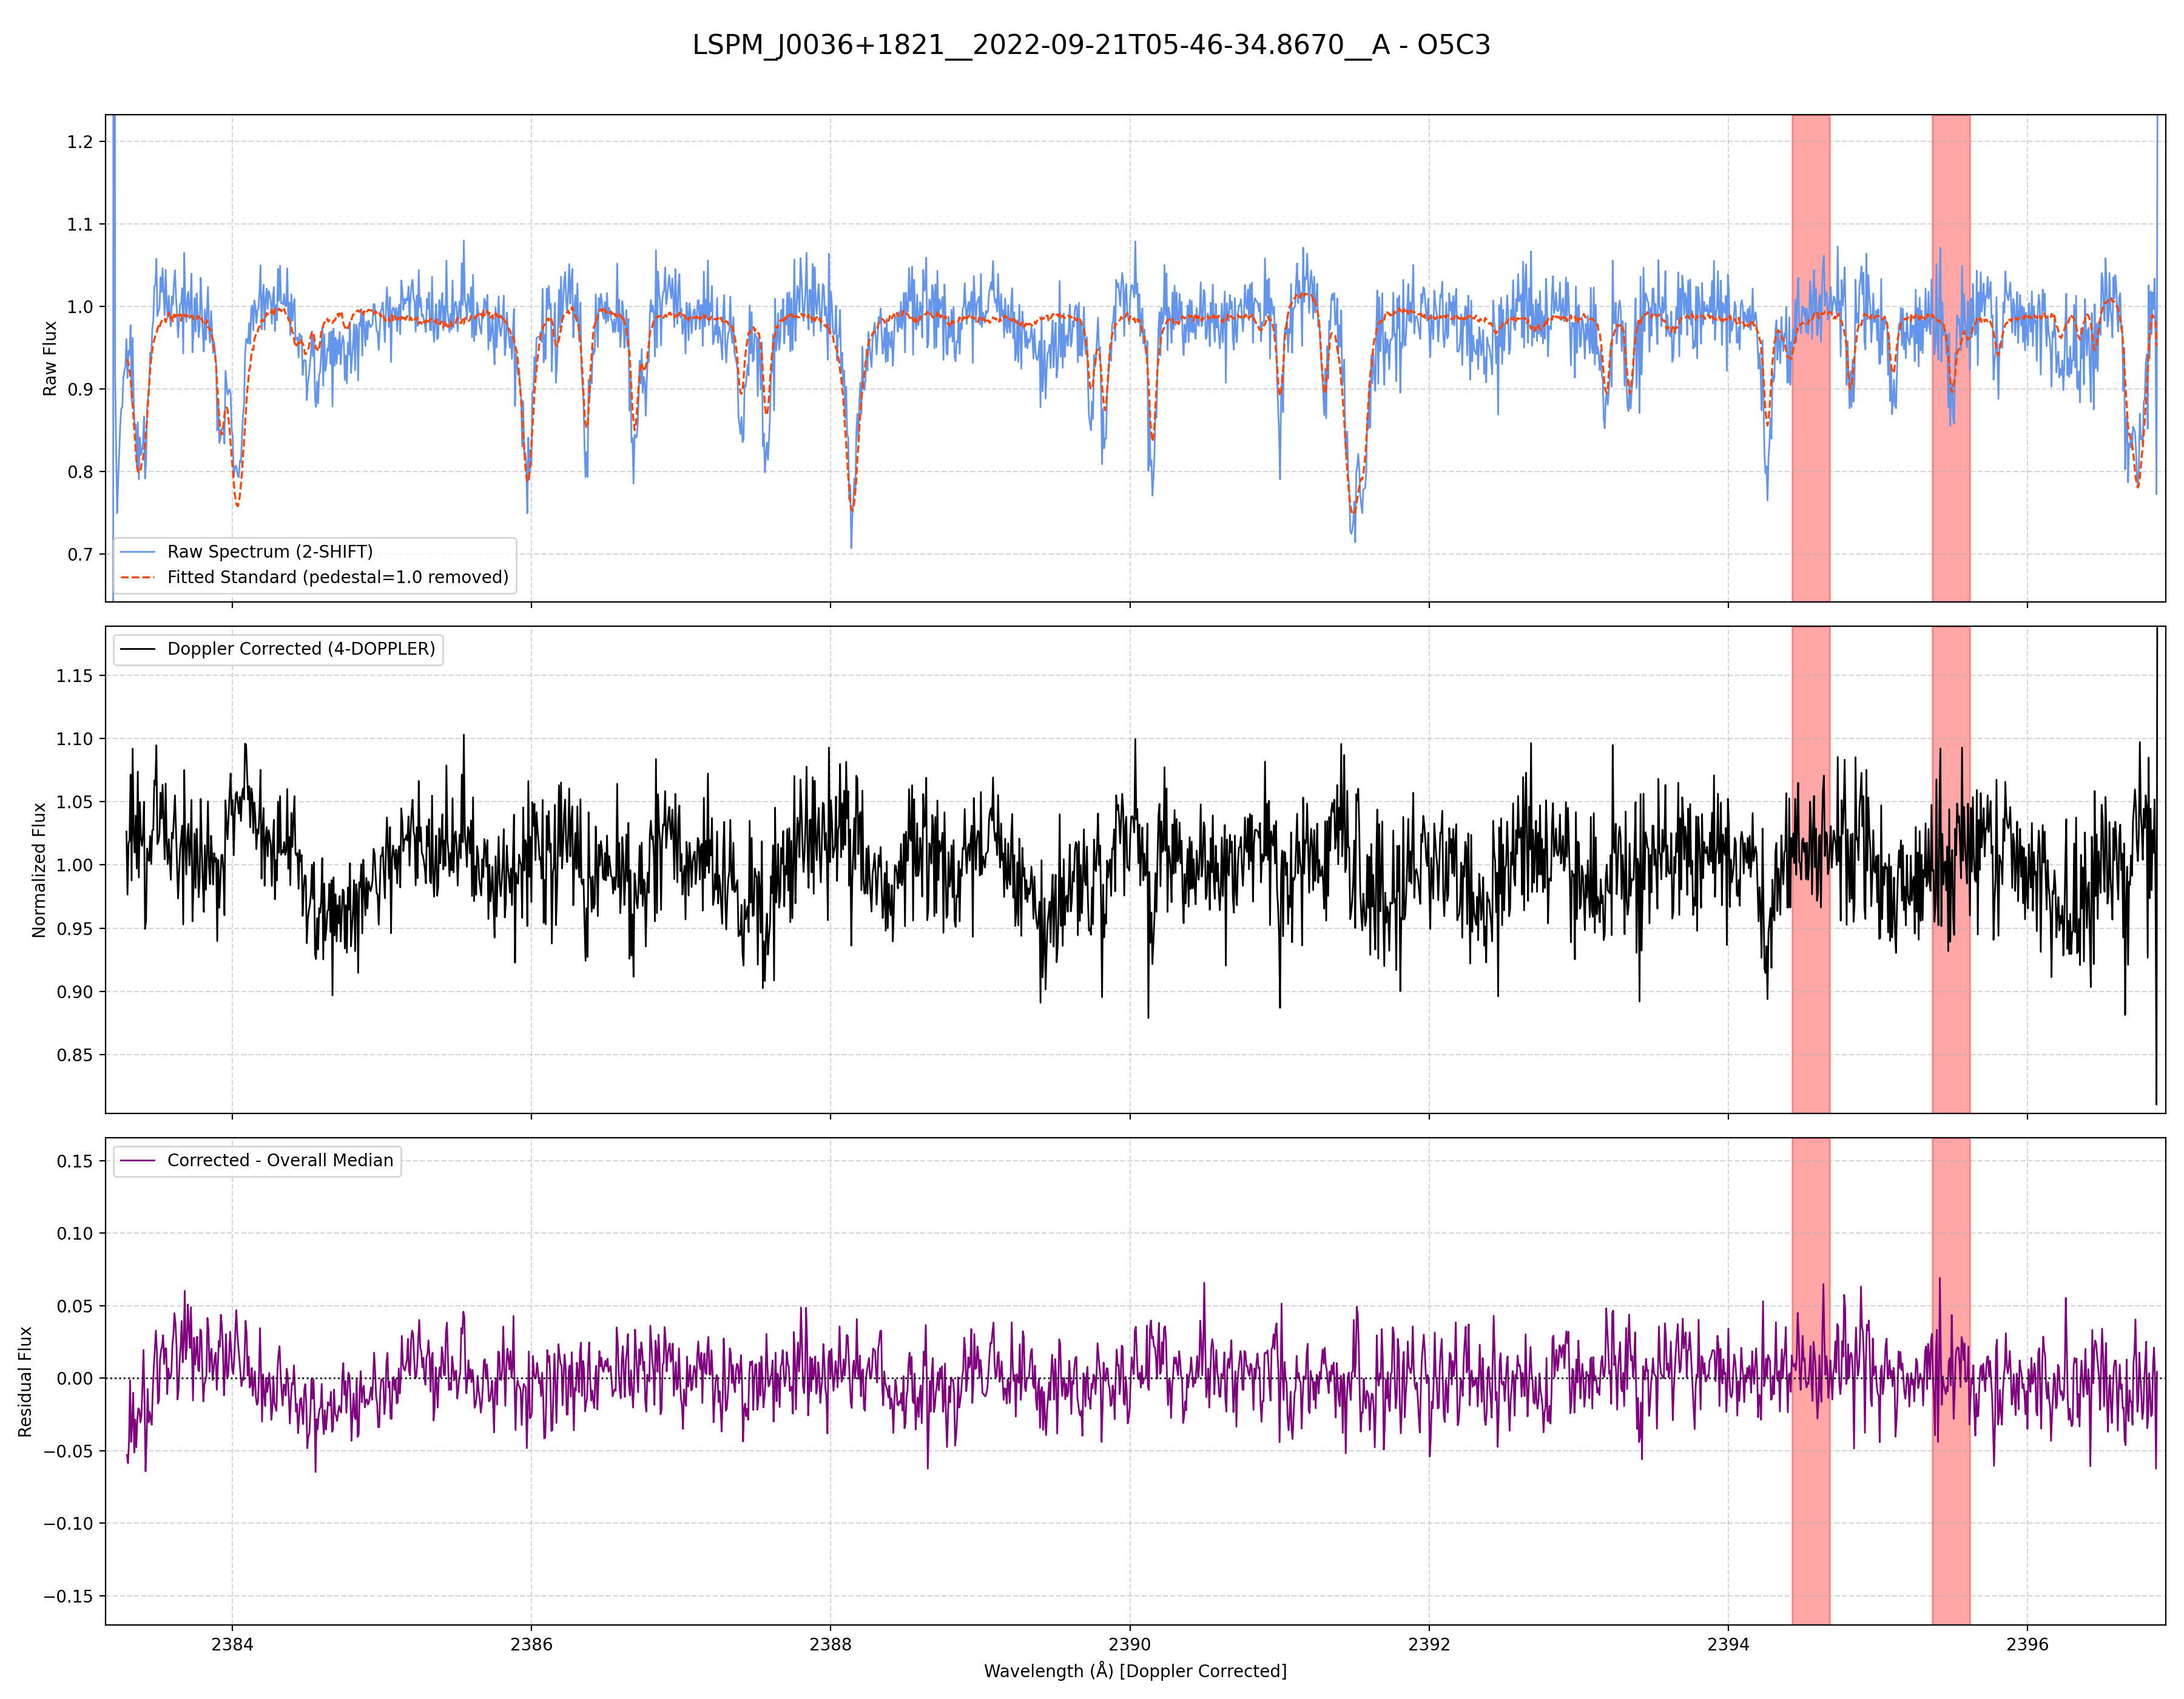 LSPM_J0036+1821__2022-09-21T05-46-34.8670__A - O5C3
1.2
1.1
1.0
0.9
0.8
0.7
Raw Flux
Raw Spectrum (2-SHIFT)
Fitted Standard (pedestal=1.0 removed)
Doppler Corrected (4-DOPPLER)
1.15
1.10
1.05
1.00
0.95
0.90
0.85
Normalized Flux
Corrected - Overall Median
0.15
0.10
0.05
0.00
−0.05
−0.10
−0.15
Residual Flux
2384 2386 2388 2390 2392 2394 2396
Wavelength (Å) [Doppler Corrected]